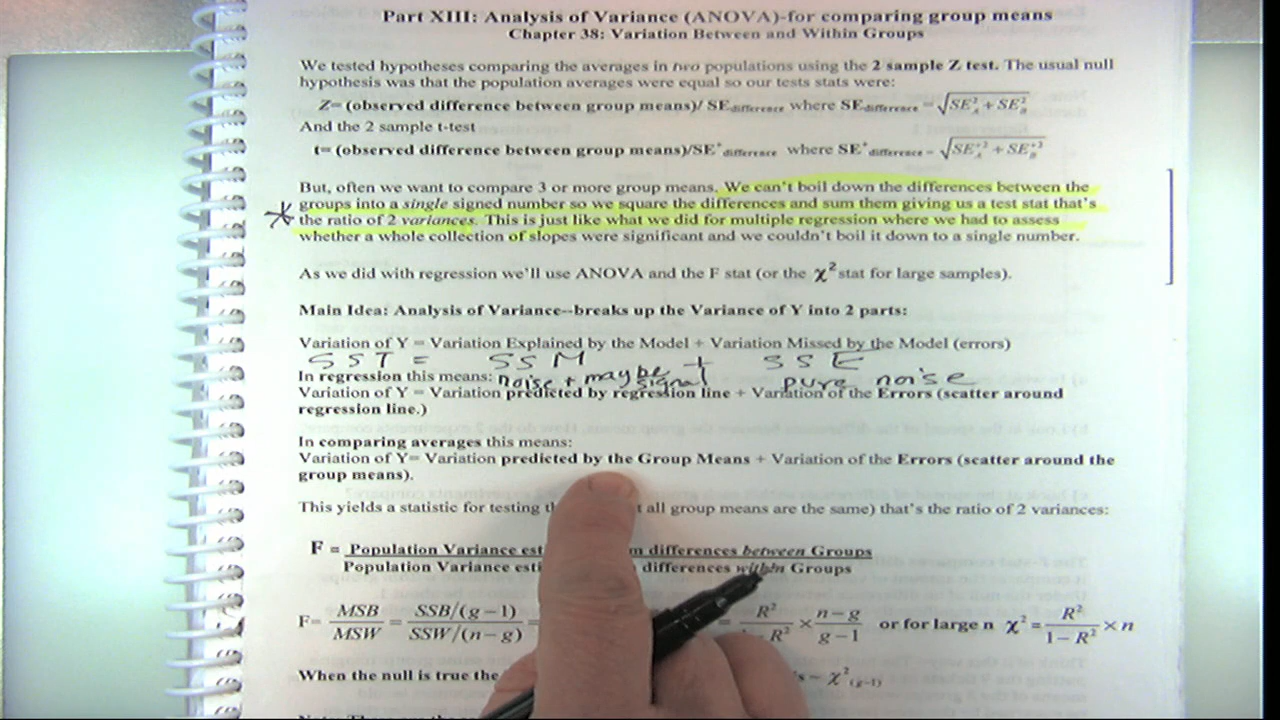 Part XIII: Analysis of Variance (ANOVA)-for comparing group means
Chapter 38: Variation Between and Within Groups
We tested hypotheses comparing the averages in two populations using the 2 sample Z test. The usual null
hypothesis was that the population averages were equal so our tests stats were:
Z= (observed difference between group means)/ SEdifference where SEdifference = √SE²A + SE²B
And the 2 sample t-test
t= (observed difference between group means)/SE⁺difference where SE⁺difference = √SE⁺²A + SE⁺²B
But, often we want to compare 3 or more group means. We can't boil down the differences between the
groups into a single signed number so we square the differences and sum them giving us a test stat that's
the ratio of 2 variances. This is just like what we did for multiple regression where we had to assess
whether a whole collection of slopes were significant and we couldn't boil it down to a single number.
As we did with regression we'll use ANOVA and the F stat (or the χ² stat for large samples).
Main Idea: Analysis of Variance--breaks up the Variance of Y into 2 parts:
Variation of Y = Variation Explained by the Model + Variation Missed by the Model (errors)
SST = SSM + SSE
In regression this means: noise + maybe signal pure noise
Variation of Y = Variation predicted by regression line + Variation of the Errors (scatter around
regression line.)
In comparing averages this means:
Variation of Y= Variation predicted by the Group Means + Variation of the Errors (scatter around the
group means).
This yields a statistic for testing all group means are the same) that's the ratio of 2 variances:
F = Population Variance differences between Groups
Population Variance differences within Groups
F= MSB/MSW = SSB/(g−1) / SSW/(n−g) = R² × n−g / g−1 or for large n χ² = R²/1−R² × n
When the null is true the ~ χ²(g-1)